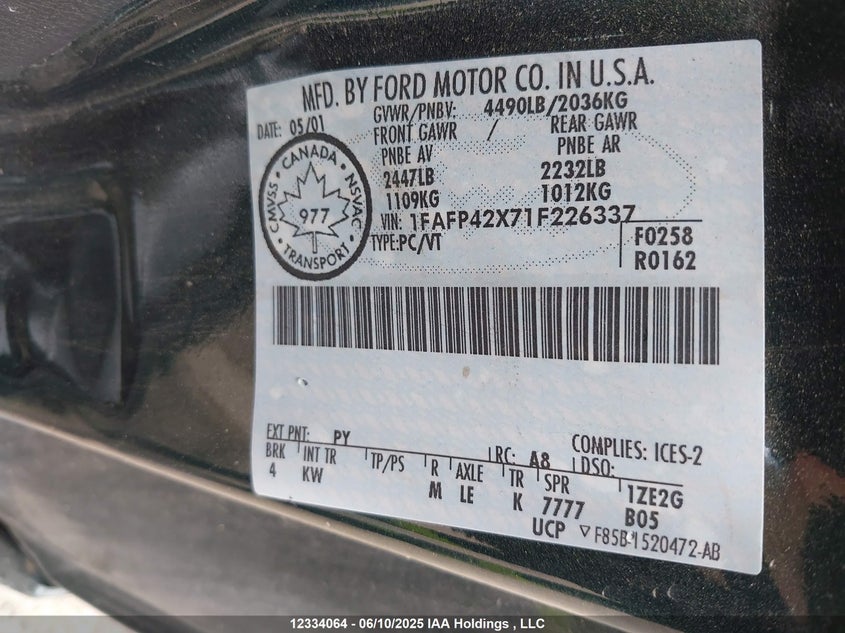 MFD. BY FORD MOTOR CO. IN U.S.A.
DATE: 05/01
GVWR/PNBV: 4490LB/2036KG
FRONT GAWR / REAR GAWR
PNBE AV PNBE AR
2447LB 2232LB
1109KG 1012KG
VIN: 1FAFP42X71F226337
TYPE:PC/VT
F0258
R0162
CMVSS · CANADA · NSVAC
977
TRANSPORT
EXT PNT: PY RC: A8 COMPLIES: ICES-2
BRK INT TR TP/PS R AXLE TR SPR DSO: 1ZE2G
4 KW M LE K 7777 B05
UCP ▽F85B-1520472-AB
12334064 - 06/10/2025 IAA Holdings , LLC